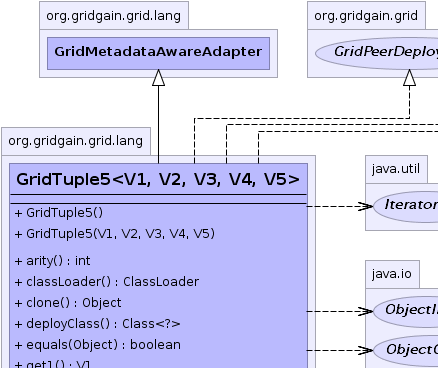 org.gridgain.grid.lang
org.gridgain.grid
GridMetadataAwareAdapter
GridPeerDeploy
org.gridgain.grid.lang
GridTuple5<V1, V2, V3, V4, V5>
java.util
Iterator
+ GridTuple5()
+ GridTuple5(V1, V2, V3, V4, V5)
+ arity() : int
+ classLoader() : ClassLoader
+ clone() : Object
+ deployClass() : Class<?>
+ equals(Object) : boolean
+ get1() : V1
java.io
ObjectI
ObjectO